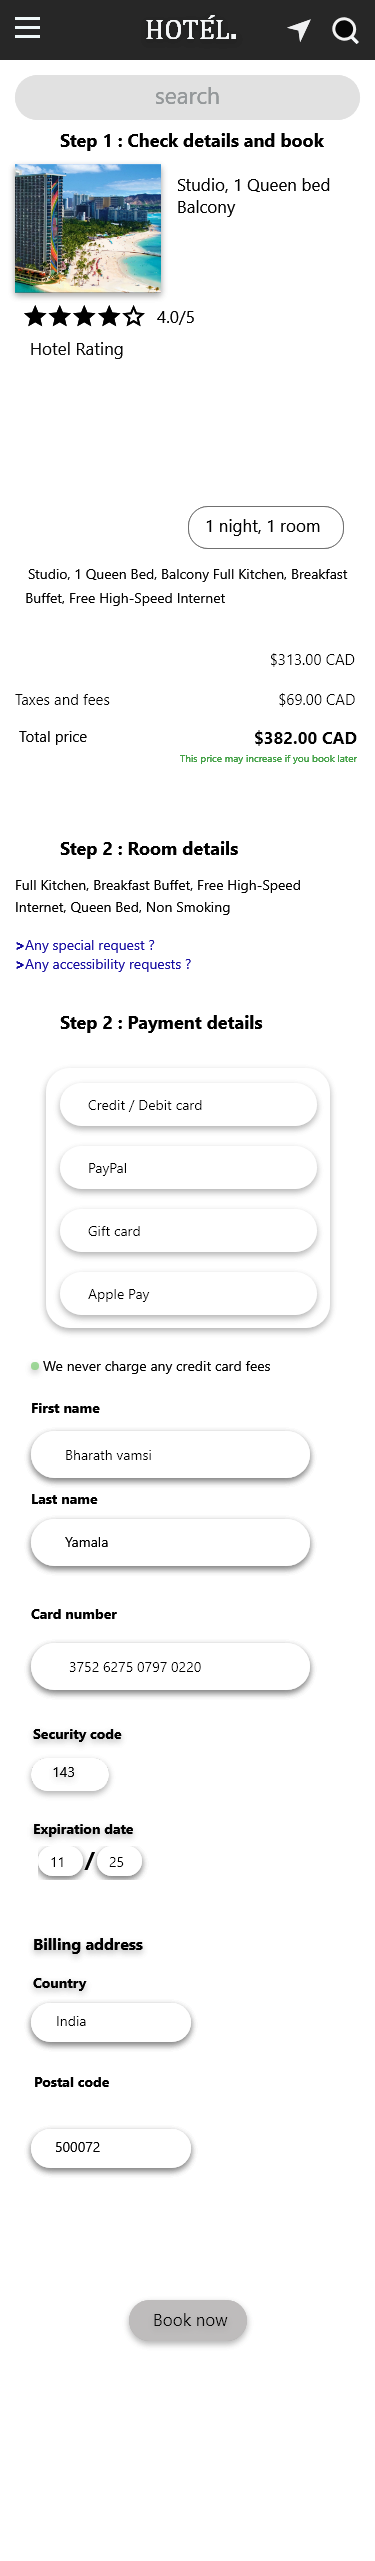 HOTÉL.
search
Step 1 : Check details and book
Studio, 1 Queen bed
Balcony
4.0/5
Hotel Rating
1 night, 1 room
Studio, 1 Queen Bed, Balcony Full Kitchen, Breakfast
Buffet, Free High-Speed Internet
$313.00 CAD
Taxes and fees $69.00 CAD
Total price $382.00 CAD
This price may increase if you book later
Step 2 : Room details
Full Kitchen, Breakfast Buffet, Free High-Speed
Internet, Queen Bed, Non Smoking
>Any special request ?
>Any accessibility requests ?
Step 2 : Payment details
Credit / Debit card
PayPal
Gift card
Apple Pay
We never charge any credit card fees
First name
Bharath vamsi
Last name
Yamala
Card number
3752 6275 0797 0220
Security code
143
Expiration date
11 / 25
Billing address
Country
India
Postal code
500072
Book now